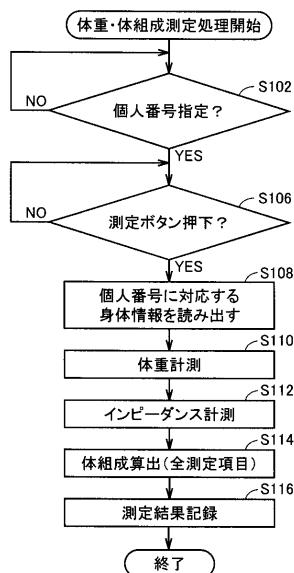 体重・体組成測定処理開始
S102
個人番号指定？
NO
YES
S106
測定ボタン押下？
NO
YES
S108
個人番号に対応する
身体情報を読み出す
S110
体重計測
S112
インピーダンス計測
S114
体組成算出(全測定項目)
S116
測定結果記録
終了